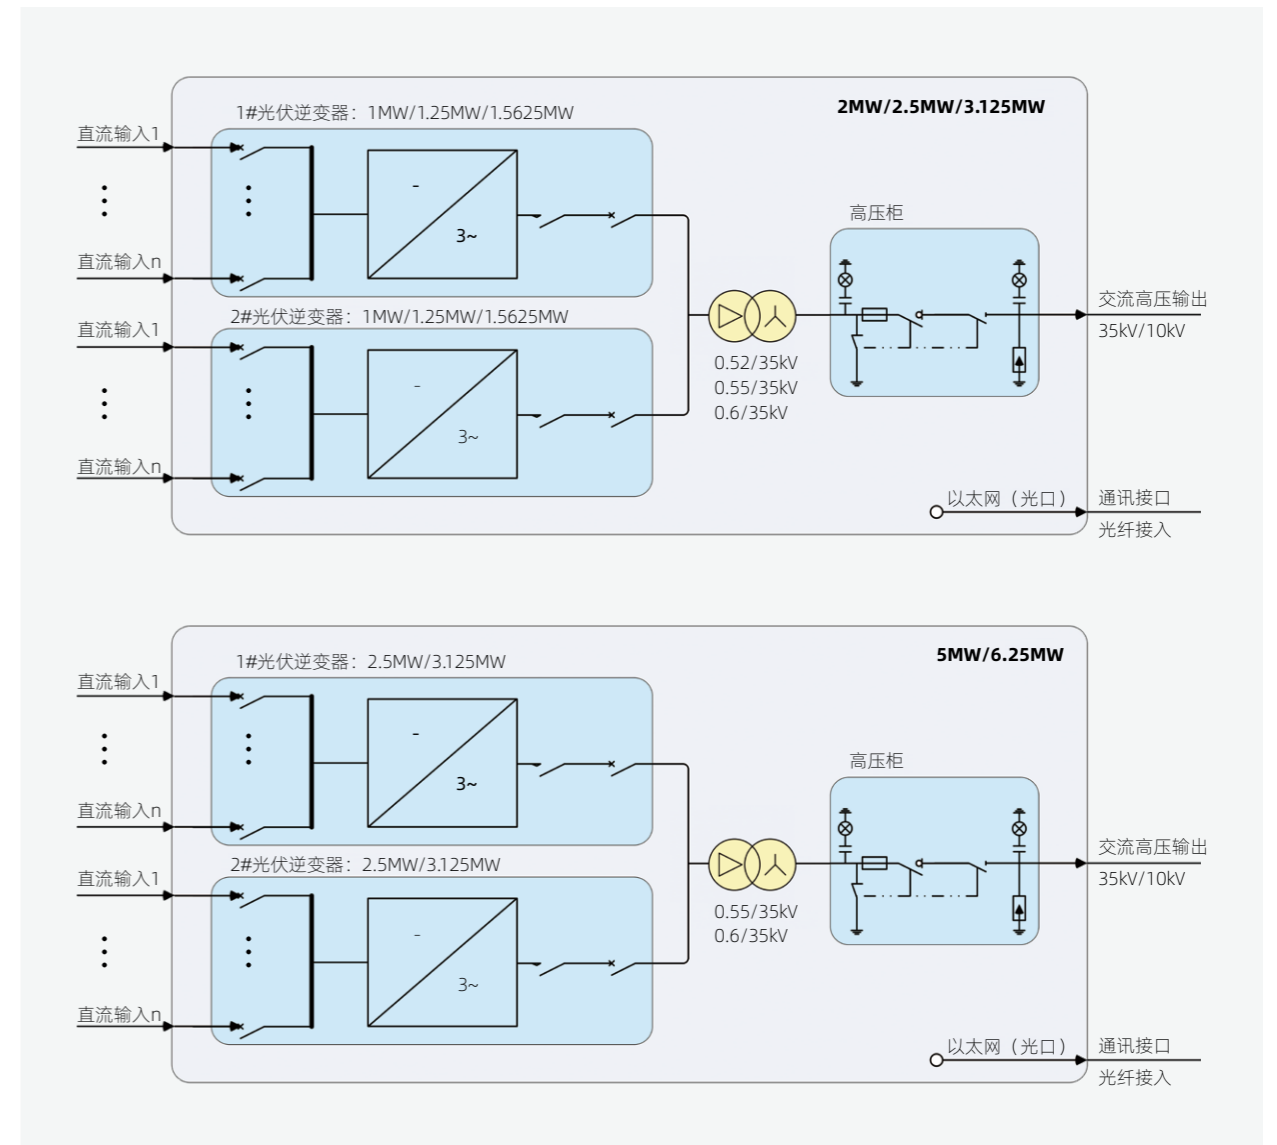 1#光伏逆变器：1MW/1.25MW/1.5625MW
2MW/2.5MW/3.125MW
直流输入1
直流输入n
-
3~
高压柜
2#光伏逆变器：1MW/1.25MW/1.5625MW
直流输入1
直流输入n
-
3~
0.52/35kV
0.55/35kV
0.6/35kV
交流高压输出
35kV/10kV
以太网（光口）
通讯接口
光纤接入
1#光伏逆变器：2.5MW/3.125MW
5MW/6.25MW
直流输入1
直流输入n
-
3~
高压柜
2#光伏逆变器：2.5MW/3.125MW
直流输入1
直流输入n
-
3~
0.55/35kV
0.6/35kV
交流高压输出
35kV/10kV
以太网（光口）
通讯接口
光纤接入